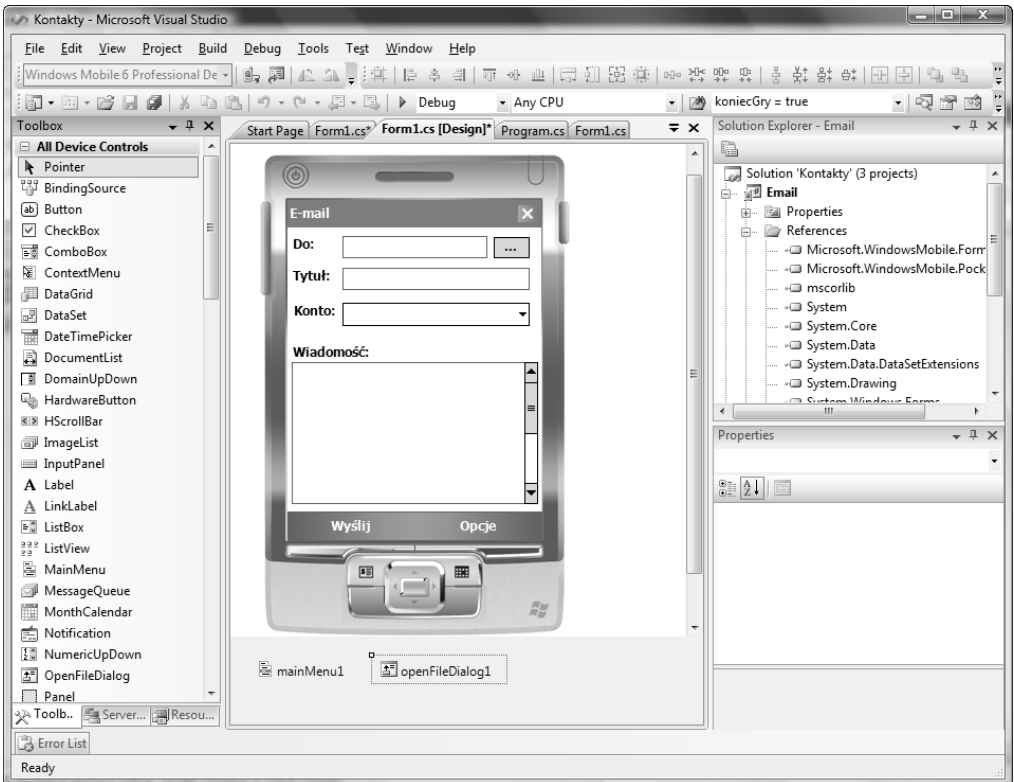 Kontakty - Microsoft Visual Studio
File Edit View Project Build Debug Tools Test Window Help
Windows Mobile 6 Professional De
Debug Any CPU koniecGry = true
Toolbox
All Device Controls
Pointer
BindingSource
Button
CheckBox
ComboBox
ContextMenu
DataGrid
DataSet
DateTimePicker
DocumentList
DomainUpDown
HardwareButton
HScrollBar
ImageList
InputPanel
Label
LinkLabel
ListBox
ListView
MainMenu
MessageQueue
MonthCalendar
Notification
NumericUpDown
OpenFileDialog
Panel
Toolb... Server... Resou...
Start Page Form1.cs* Form1.cs [Design]* Program.cs Form1.cs
E-mail
Do: ...
Tytuł:
Konto:
Wiadomość:
Wyślij Opcje
mainMenu1 openFileDialog1
Solution Explorer - Email
Solution 'Kontakty' (3 projects)
Email
Properties
References
Microsoft.WindowsMobile.Form
Microsoft.WindowsMobile.Pock
mscorlib
System
System.Core
System.Data
System.Data.DataSetExtensions
System.Drawing
System.Windows.Forms
Properties
Error List
Ready